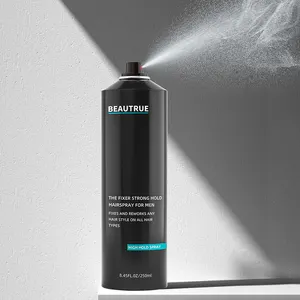 BEAUTRUE
THE FIXER STRONG HOLD
HAIRSPRAY FOR MEN
FIXES AND REWORKS ANY
HAIR STYLE ON ALL HAIR
TYPES
HIGH HOLD SPRAY
8.45FL.OZ/250ml